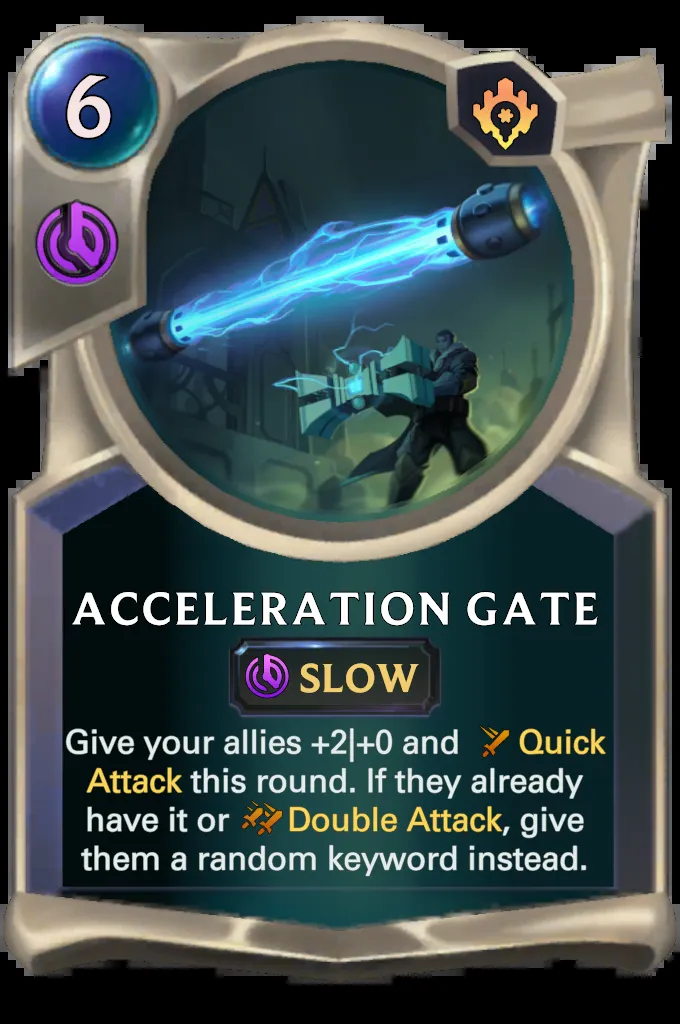 6
ACCELERATION GATE
SLOW
Give your allies +2|+0 and Quick
Attack this round. If they already
have it or Double Attack, give
them a random keyword instead.